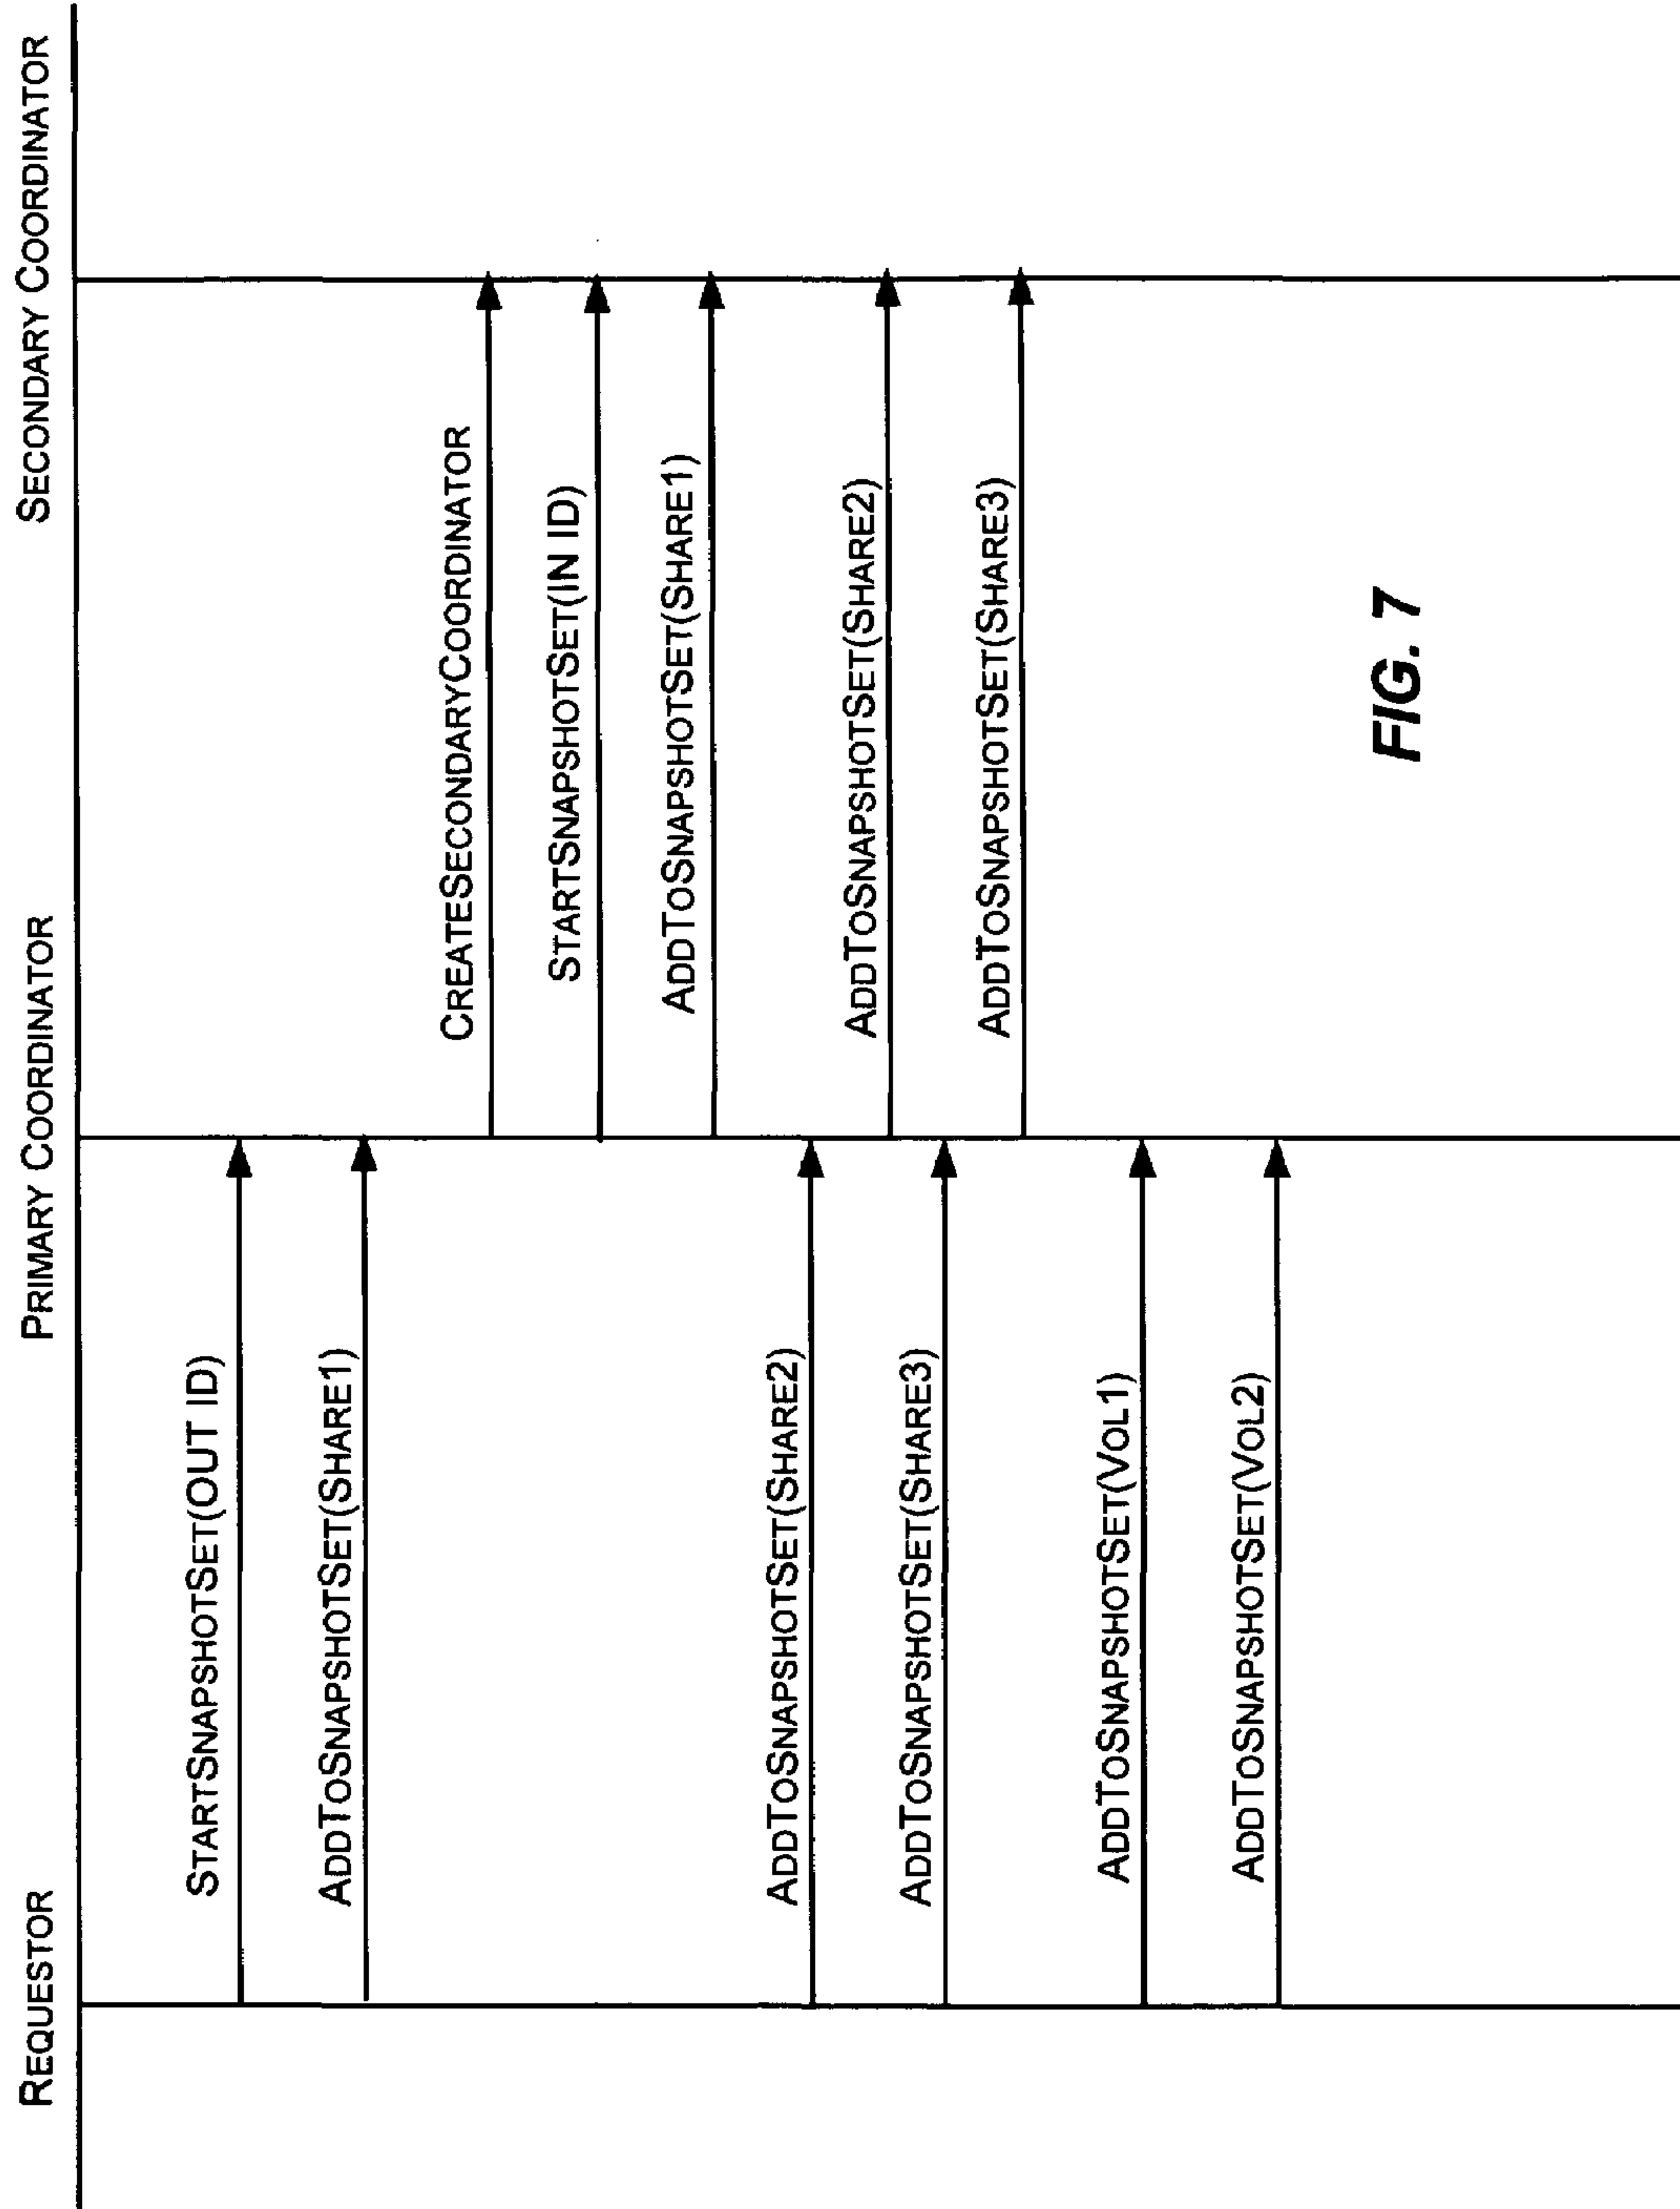 REQUESTOR
PRIMARY COORDINATOR
SECONDARY COORDINATOR
STARTSNAPSHOTSET(OUT ID)
ADDTOSNAPSHOTSET(SHARE1)
CREATESECONDARYCOORDINATOR
STARTSNAPSHOTSET(IN ID)
ADDTOSNAPSHOTSET(SHARE1)
ADDTOSNAPSHOTSET(SHARE2)
ADDTOSNAPSHOTSET(SHARE2)
ADDTOSNAPSHOTSET(SHARE3)
ADDTOSNAPSHOTSET(SHARE3)
ADDTOSNAPSHOTSET(VOL1)
ADDTOSNAPSHOTSET(VOL2)
FIG. 7